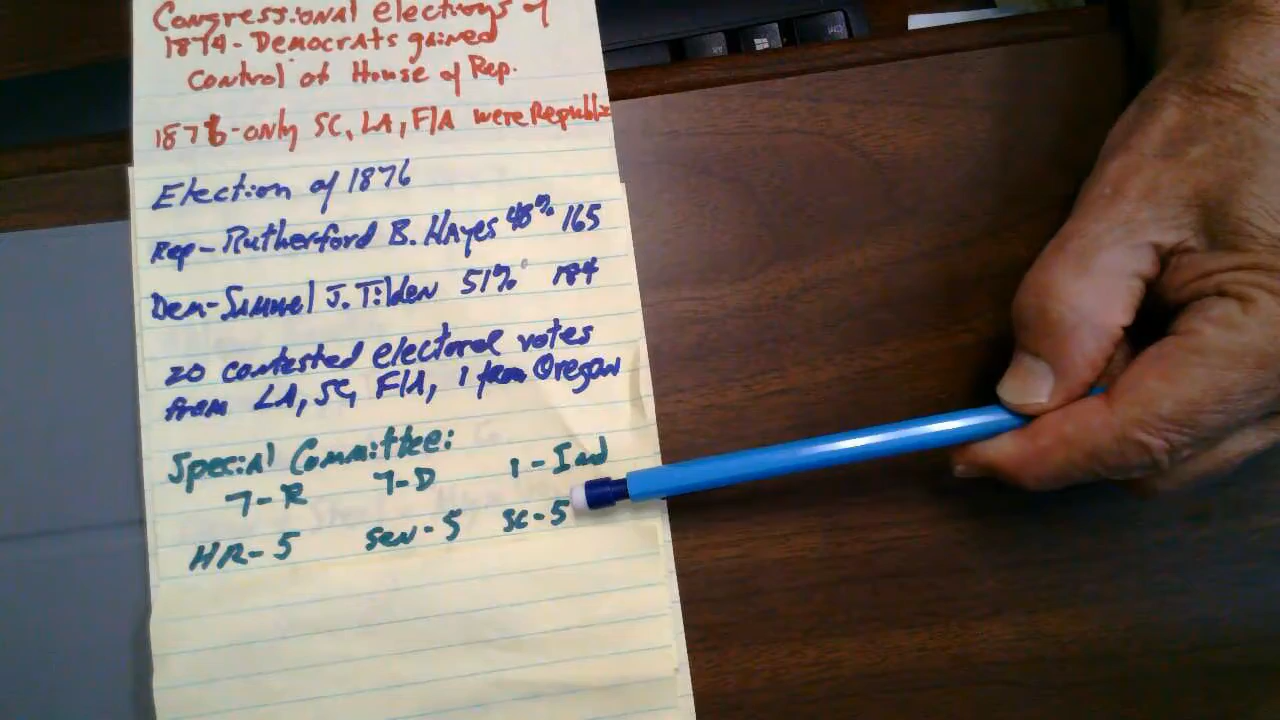 Congressional elections of
1874- Democrats gained
Control of House of Rep.
1876-only SC, LA, FlA were Republic
Election of 1876
Rep-Rutherford B. Hayes 48% 165
Dem-Samuel J. Tilden 51% 184
20 contested electoral votes
from LA, SC, FlA, 1 from Oregon
Special Committee:
7-R 7-D 1-Ind
HR-5 Sen-5 SC-5